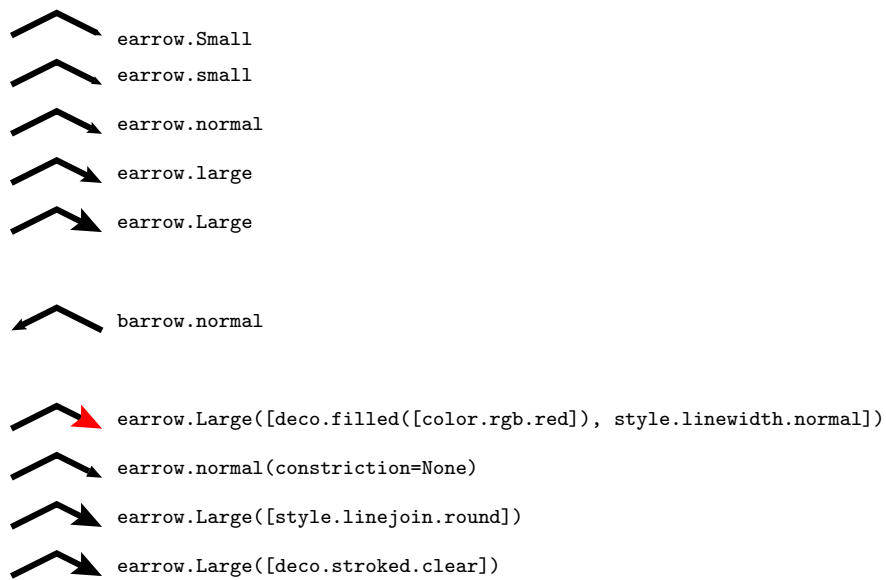 earrow.Small
earrow.small
earrow.normal
earrow.large
earrow.Large
barrow.normal
earrow.Large([deco.filled([color.rgb.red]), style.linewidth.normal])
earrow.normal(constriction=None)
earrow.Large([style.linejoin.round])
earrow.Large([deco.stroked.clear])